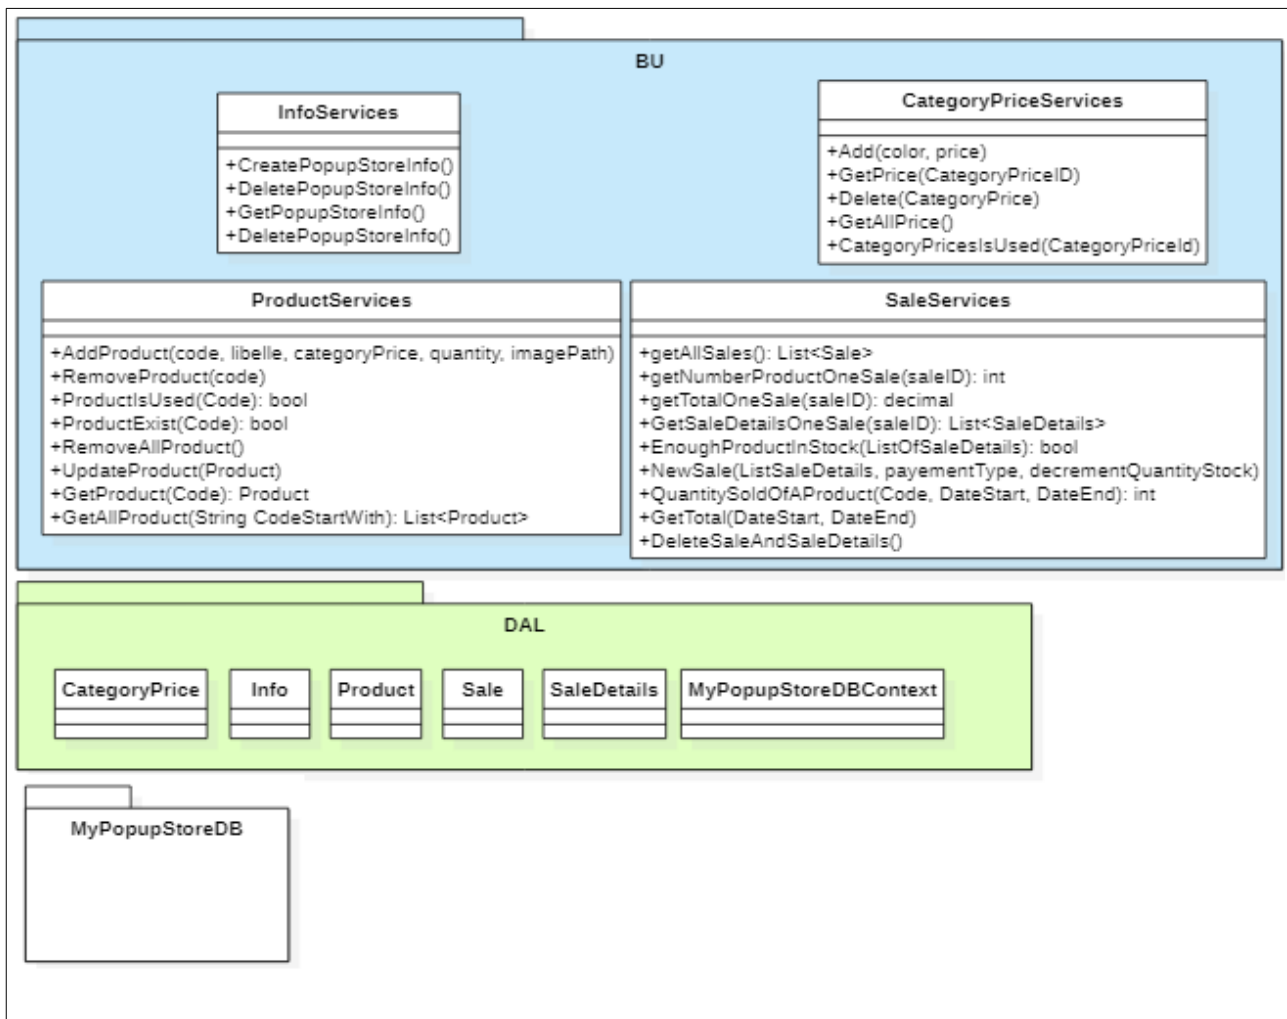 BU
InfoServices
+CreatePopupStoreInfo()
+DeletePopupStoreInfo()
+GetPopupStoreInfo()
+DeletePopupStoreInfo()
CategoryPriceServices
+Add(color, price)
+GetPrice(CategoryPriceID)
+Delete(CategoryPrice)
+GetAllPrice()
+CategoryPricesIsUsed(CategoryPriceId)
ProductServices
+AddProduct(code, libelle, categoryPrice, quantity, imagePath)
+RemoveProduct(code)
+ProductIsUsed(Code): bool
+ProductExist(Code): bool
+RemoveAllProduct()
+UpdateProduct(Product)
+GetProduct(Code): Product
+GetAllProduct(String CodeStartWith): List<Product>
SaleServices
+getAllSales(): List<Sale>
+getNumberProductOneSale(saleID): int
+getTotalOneSale(saleID): decimal
+GetSaleDetailsOneSale(saleID): List<SaleDetails>
+EnoughProductInStock(ListOfSaleDetails): bool
+NewSale(ListSaleDetails, payementType, decrementQuantityStock)
+QuantitySoldOfAProduct(Code, DateStart, DateEnd): int
+GetTotal(DateStart, DateEnd)
+DeleteSaleAndSaleDetails()
DAL
CategoryPrice
Info
Product
Sale
SaleDetails
MyPopupStoreDBContext
MyPopupStoreDB